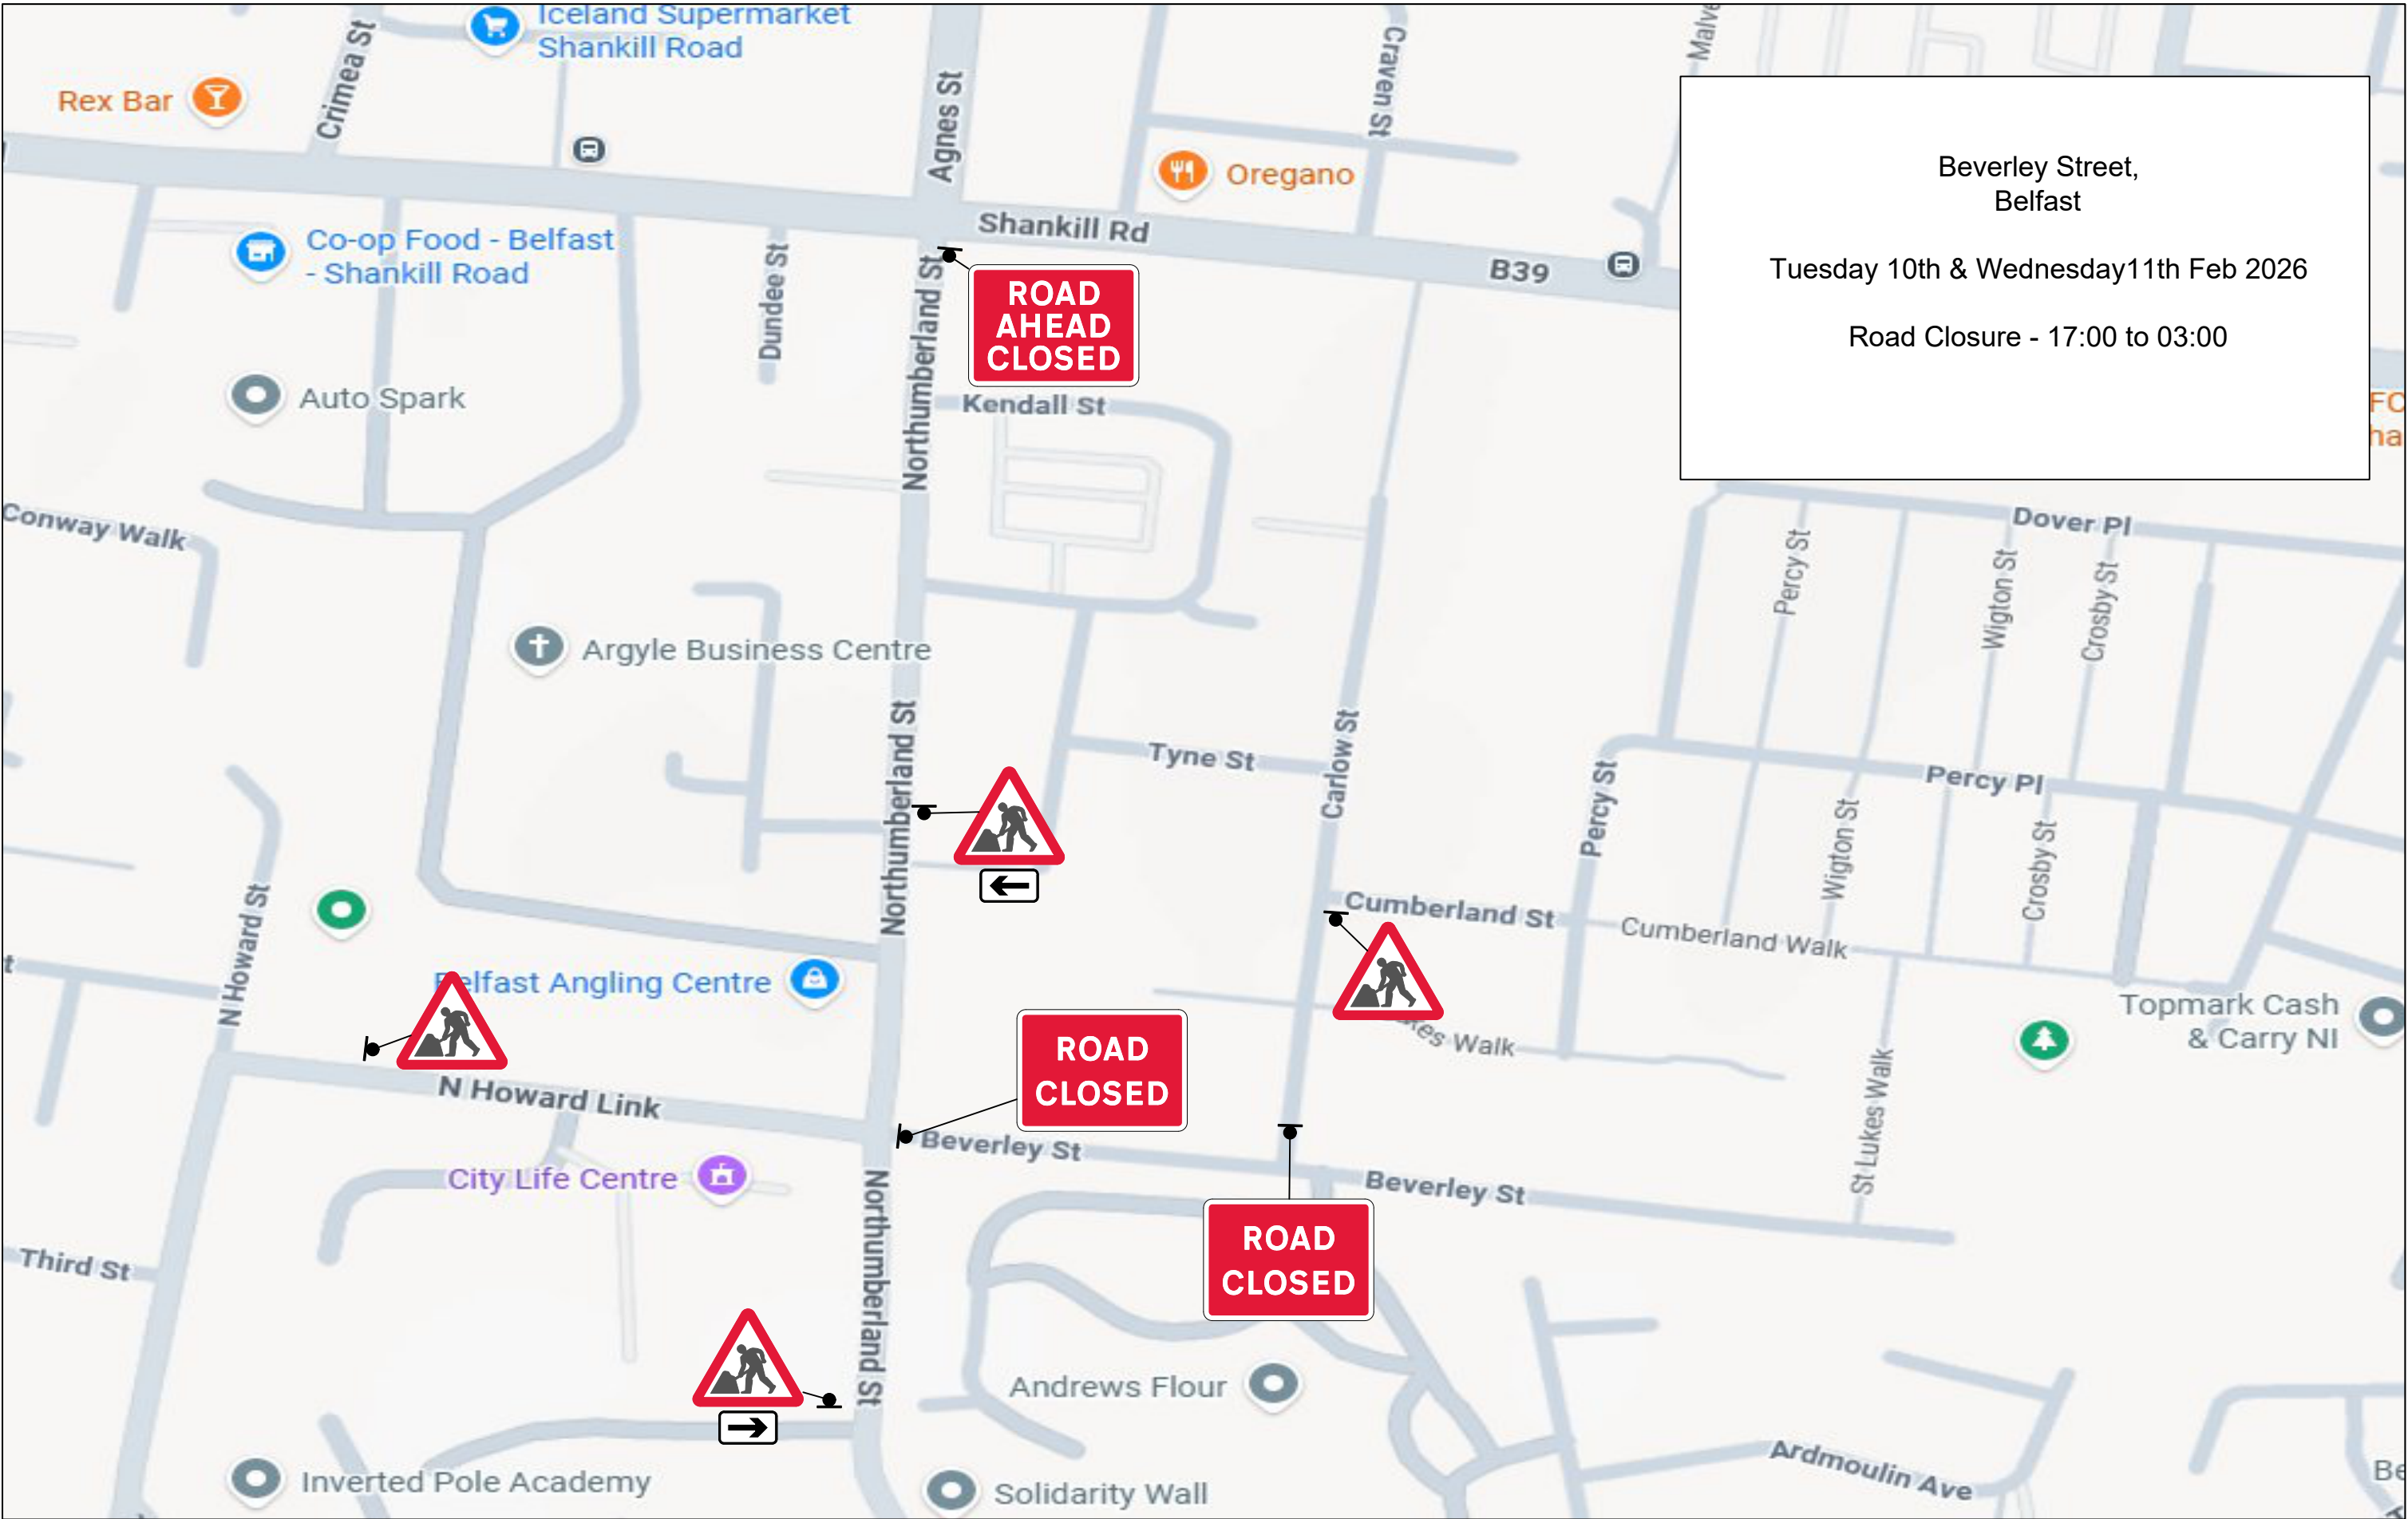 Iceland Supermarket
Shankill Road
Crimea St
Rex Bar
Agnes St
Craven St
Oregano
Shankill Rd
B39
Beverley Street,
Belfast
Tuesday 10th & Wednesday11th Feb 2026
Road Closure - 17:00 to 03:00
Co-op Food - Belfast
- Shankill Road
Dundee St
Northumberland St
ROAD
AHEAD
CLOSED
Auto Spark
Kendall St
Conway Walk
Dover Pl
Percy St
Wigton St
Crosby St
Argyle Business Centre
Northumberland St
Tyne St
Carlow St
Percy St
Percy Pl
Wigton St
Crosby St
N Howard St
Cumberland St
Cumberland Walk
Belfast Angling Centre
Topmark Cash
& Carry NI
Walk
ROAD
CLOSED
N Howard Link
Beverley St
St Lukes Walk
City Life Centre
Beverley St
Northumberland St
Third St
ROAD
CLOSED
Andrews Flour
Ardmoulin Ave
Inverted Pole Academy
Solidarity Wall